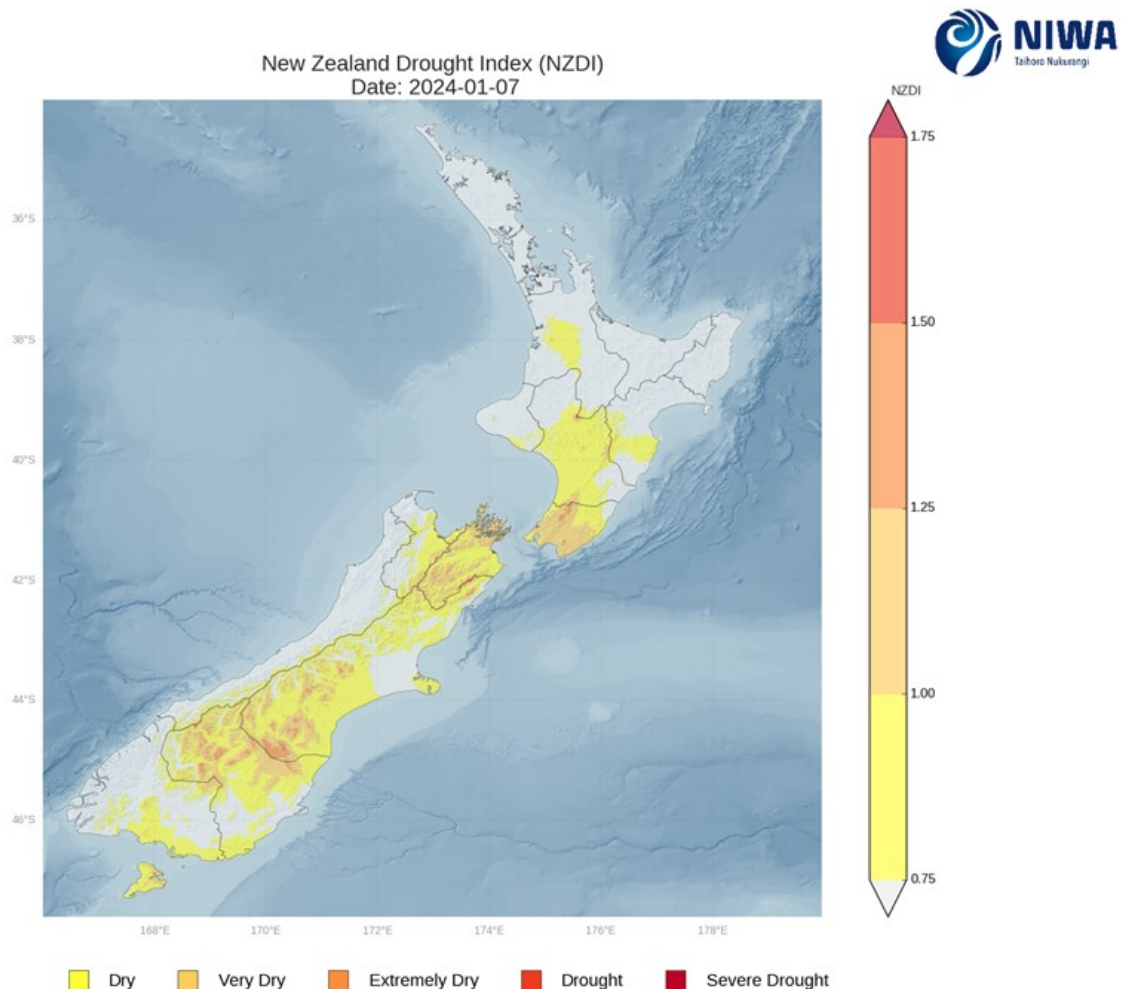 NIWA
Taihoro Nukurangi
New Zealand Drought Index (NZDI)
Date: 2024-01-07
NZDI
1.75
1.50
1.25
1.00
0.75
36°S
38°S
40°S
42°S
44°S
46°S
168°E 170°E 172°E 174°E 176°E 178°E
Dry Very Dry Extremely Dry Drought Severe Drought